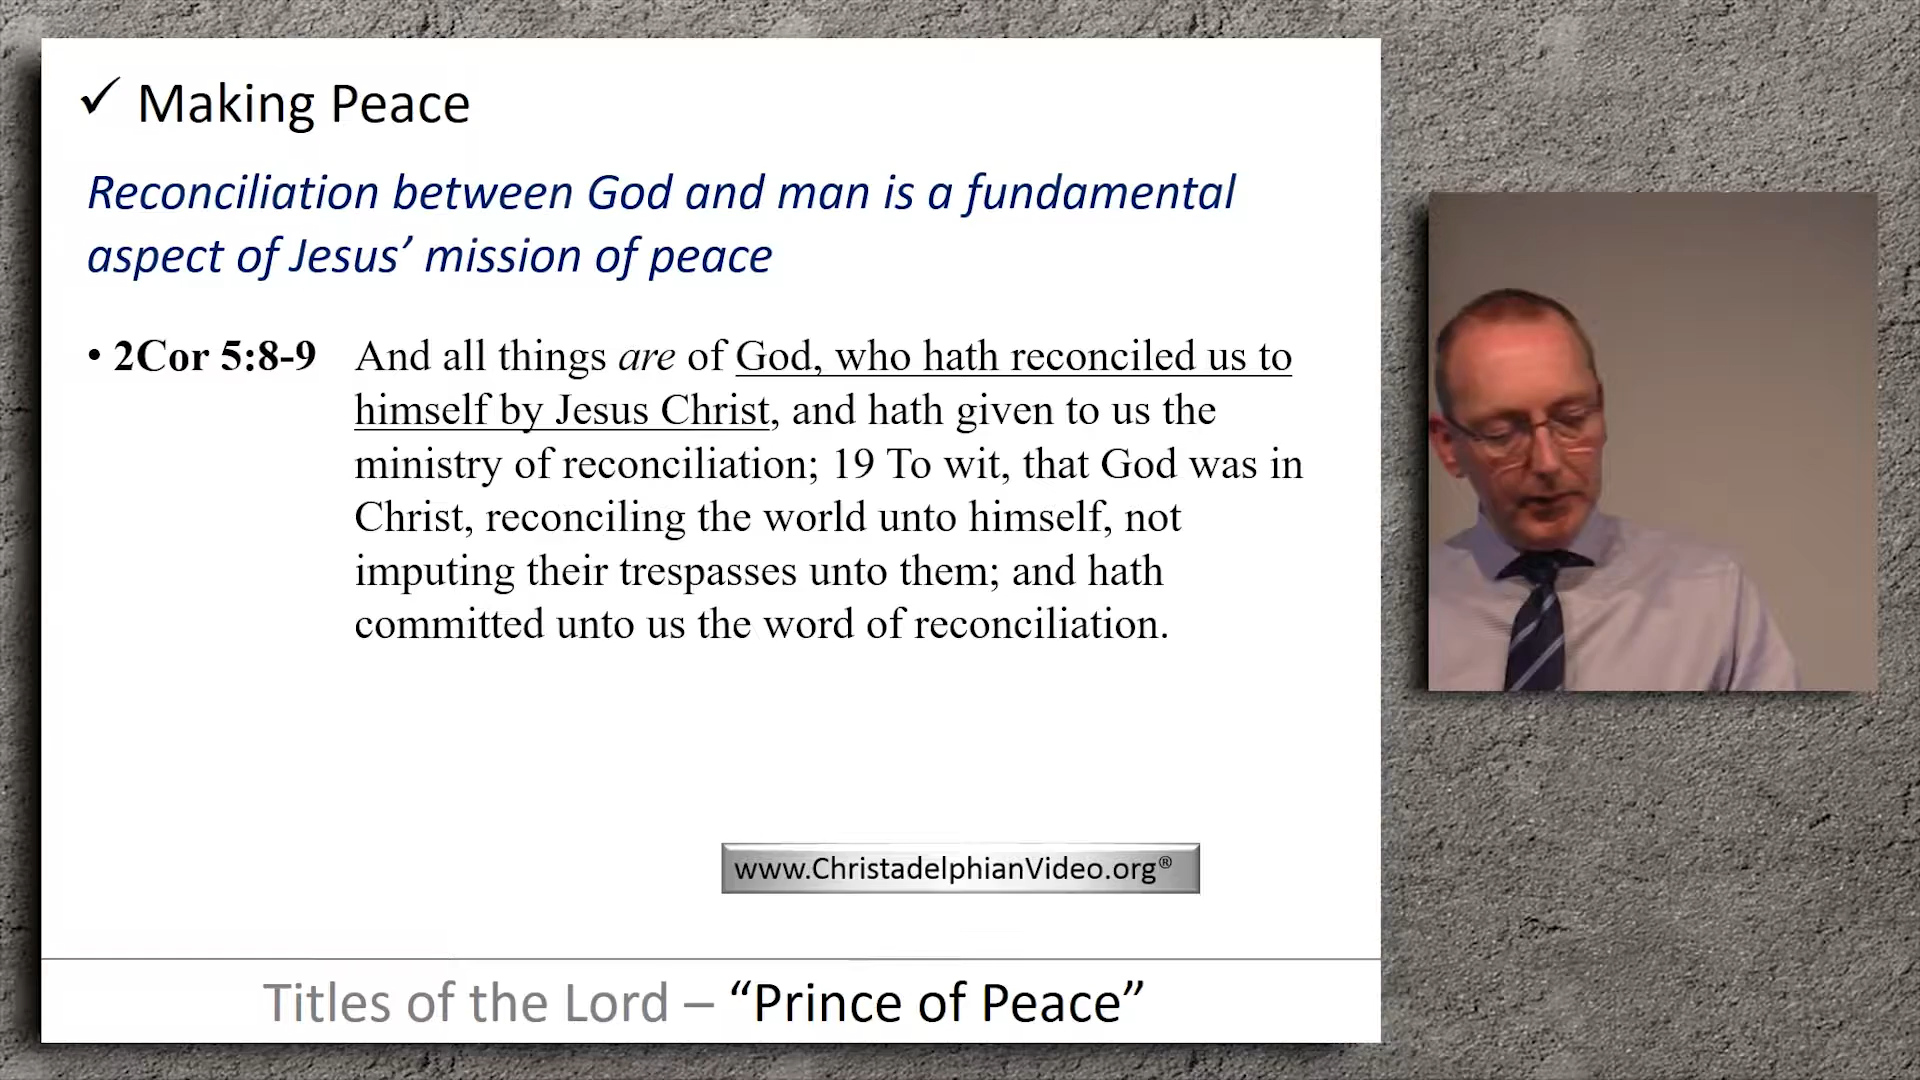 ✓ Making Peace
Reconciliation between God and man is a fundamental
aspect of Jesus’ mission of peace
• 2Cor 5:8-9 And all things are of God, who hath reconciled us to
himself by Jesus Christ, and hath given to us the
ministry of reconciliation; 19 To wit, that God was in
Christ, reconciling the world unto himself, not
imputing their trespasses unto them; and hath
committed unto us the word of reconciliation.
www.ChristadelphianVideo.org®
Titles of the Lord – “Prince of Peace”